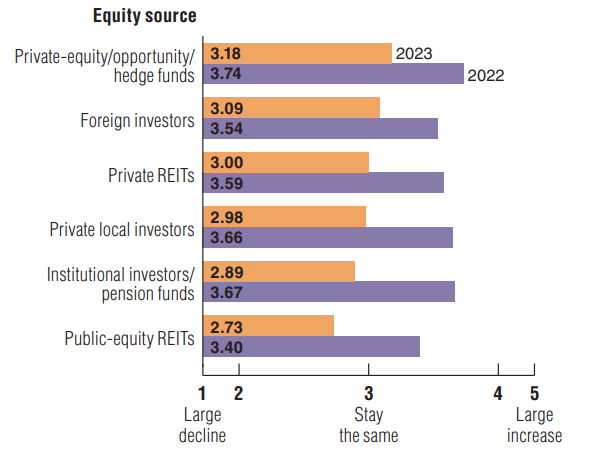 Equity source
Private-equity/opportunity/
hedge funds
3.18
2023
3.74
2022
Foreign investors
3.09
3.54
Private REITs
3.00
3.59
Private local investors
2.98
3.66
Institutional investors/
pension funds
2.89
3.67
Public-equity REITs
2.73
3.40
1 2 3 4 5
Large
decline
Stay
the same
Large
increase